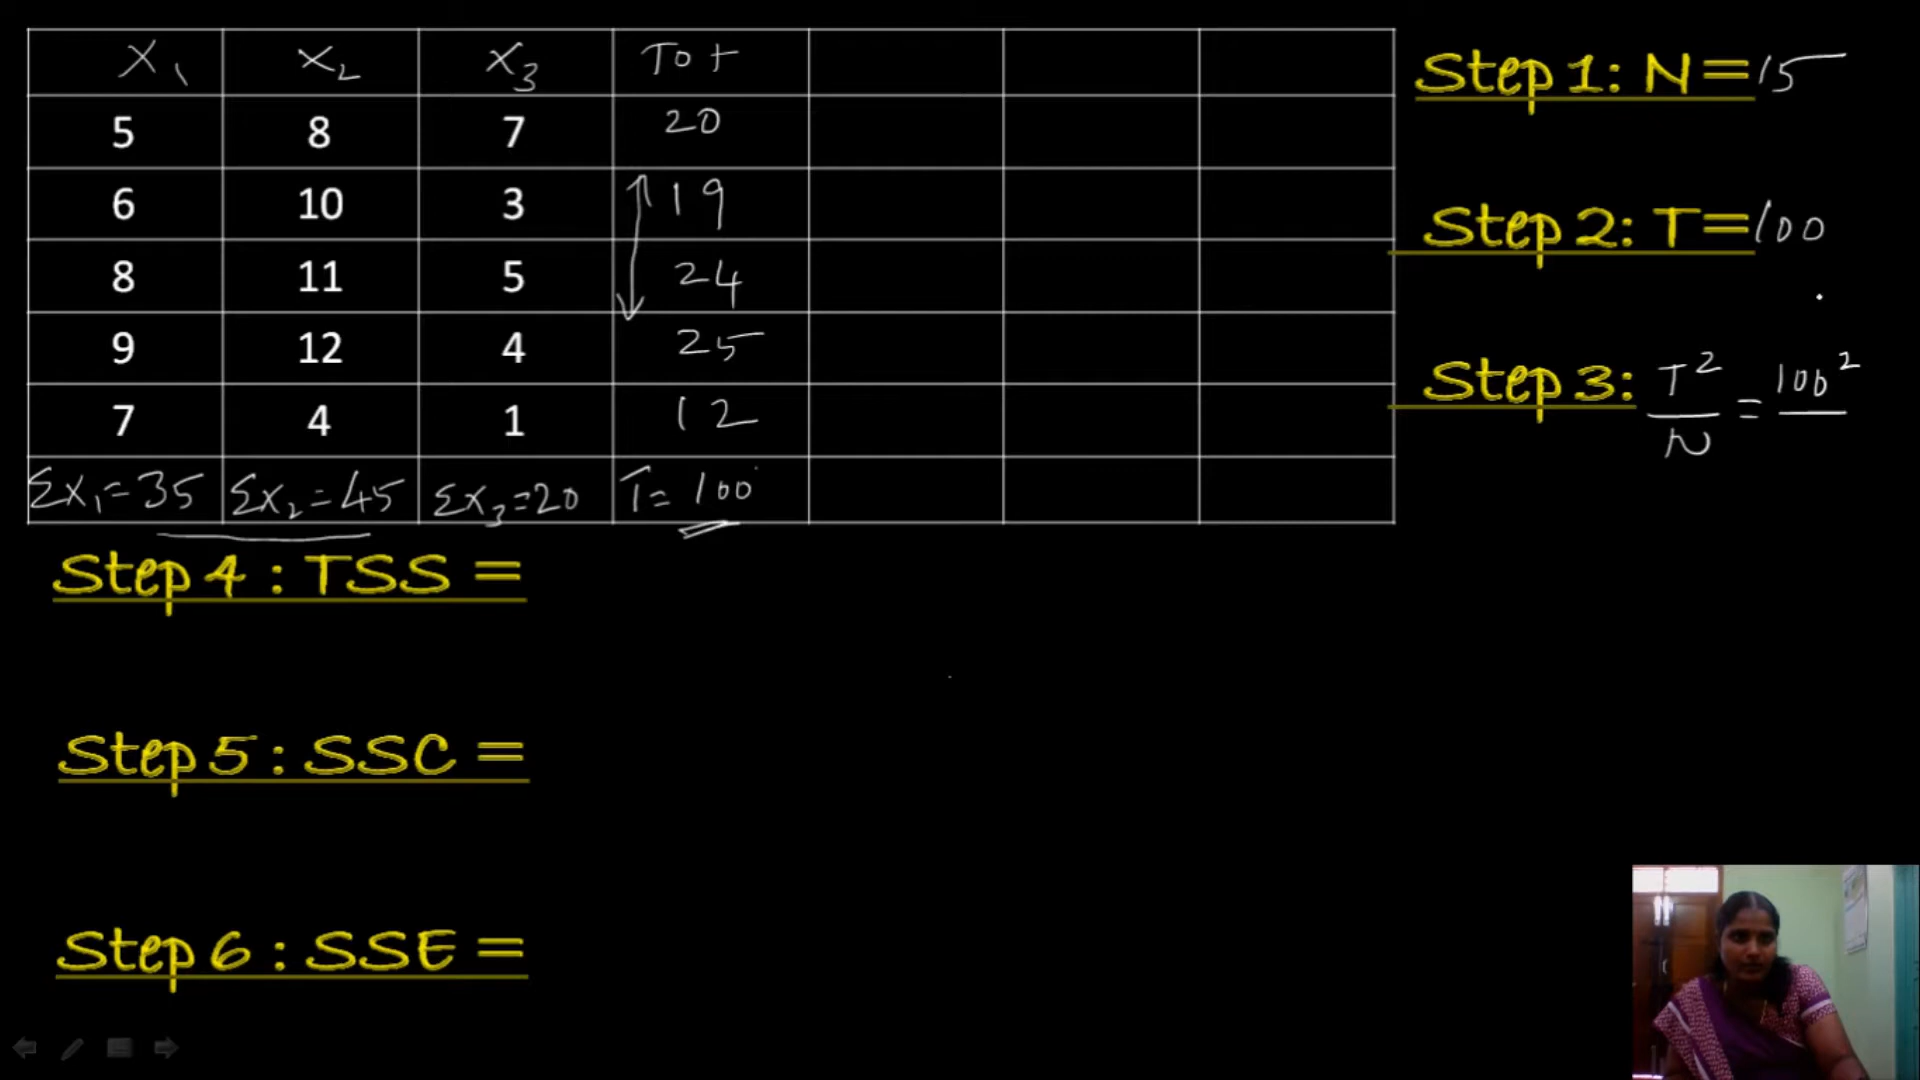 X₁ X₂ X₃ Tot
5 8 7 20
6 10 3 19
8 11 5 24
9 12 4 25
7 4 1 12
Σx₁=35 Σx₂=45 Σx₃=20 T=100
Step 1: N=15
Step 2: T=100
Step 3: T²/N = 100²
Step 4 : TSS =
Step 5 : SSC =
Step 6 : SSE =